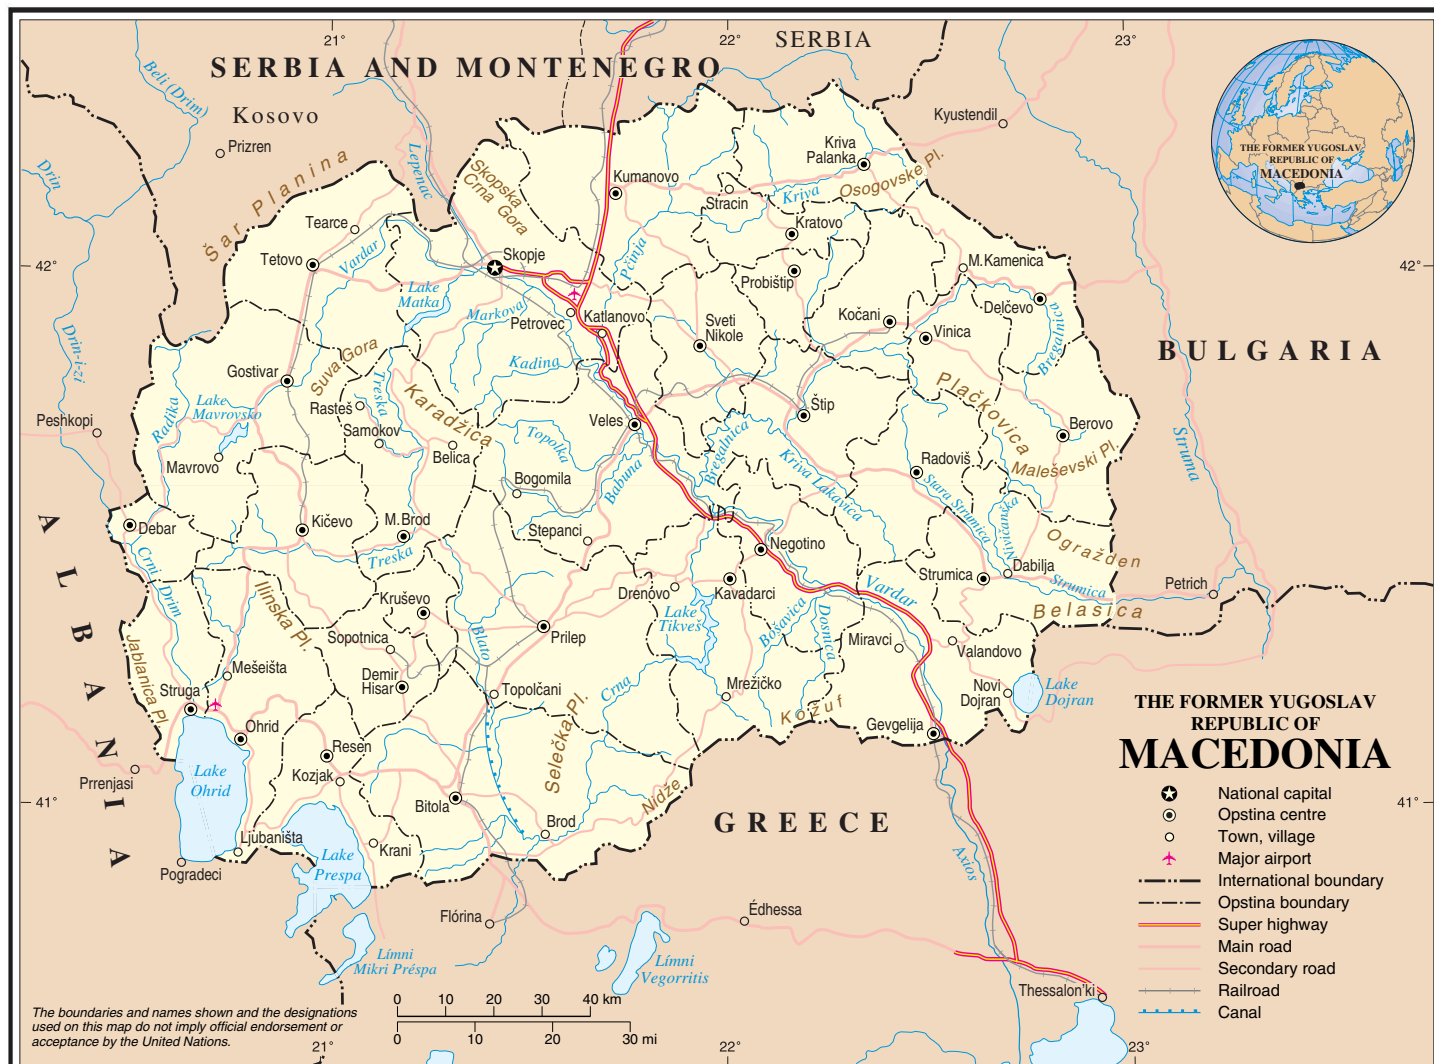 21°
22°
23°
SERBIA
SERBIA AND MONTENEGRO
Beli (Drim)
Kosovo
Kyustendil
Prizren
Drin
Šar Planina
Lepenac
Skopska
Crna Gora
Kumanovo
Kriva
Palanka
Osogovske Pl.
Kriva
Stracin
THE FORMER YUGOSLAV
REPUBLIC OF
MACEDONIA
Tearce
Kratovo
Tetovo
Vardar
Skopje
Pčinja
42°
42°
M.Kamenica
Probištip
Lake
Matka
Markova
Petrovec
Katlanovo
Delčevo
Kočani
Vinica
Bregalnica
Sveti
Nikole
Drin-i-zi
BULGARIA
Gostivar
Suva Gora
Treska
Kadina
Plačkovica
Radika
Lake
Mavrovsko
Rasteš
Karadžica
Peshkopi
Samokov
Veles
Štip
Berovo
Mavrovo
Belica
Topolka
Babuna
Bregalnica
Kriva Lakavica
Radoviš
Maleševski Pl.
Struma
Bogomila
Stara Strumica
Nivičanska
Debar
Kičevo
M.Brod
Stepanci
Negotino
Ogražden
ALBANIA
Crni Drim
Treska
Strumica
Dabilja
Strumica
Petrich
Ilinska Pl.
Drenovo
Kavadarci
Vardar
Belasica
Kruševo
Lake
Tikveš
Bošavica
Dosnica
Jablanica Pl.
Sopotnica
Blato
Prilep
Miravci
Valandovo
Mešeišta
Demir
Hisar
Topolčani
Crna
Mrežičko
Novi
Dojran
Lake
Dojran
Struga
Selečka Pl.
Kožuf
Ohrid
Resen
Gevgelija
THE FORMER YUGOSLAV
REPUBLIC OF
MACEDONIA
Prrenjasi
Lake
Ohrid
Kozjak
Bitola
Nidže
41°
41°
GREECE
Brod
Ljubaništa
Lake
Prespa
Krani
Pogradeci
Axios
Flórina
Édhessa
Límni
Mikri Préspa
Límni
Vegorritis
Thessalon'ki
National capital
Opstina centre
Town, village
Major airport
International boundary
Opstina boundary
Super highway
Main road
Secondary road
Railroad
Canal
0 10 20 30 40 km
0 10 20 30 mi
The boundaries and names shown and the designations
used on this map do not imply official endorsement or
acceptance by the United Nations.
21°
22°
23°